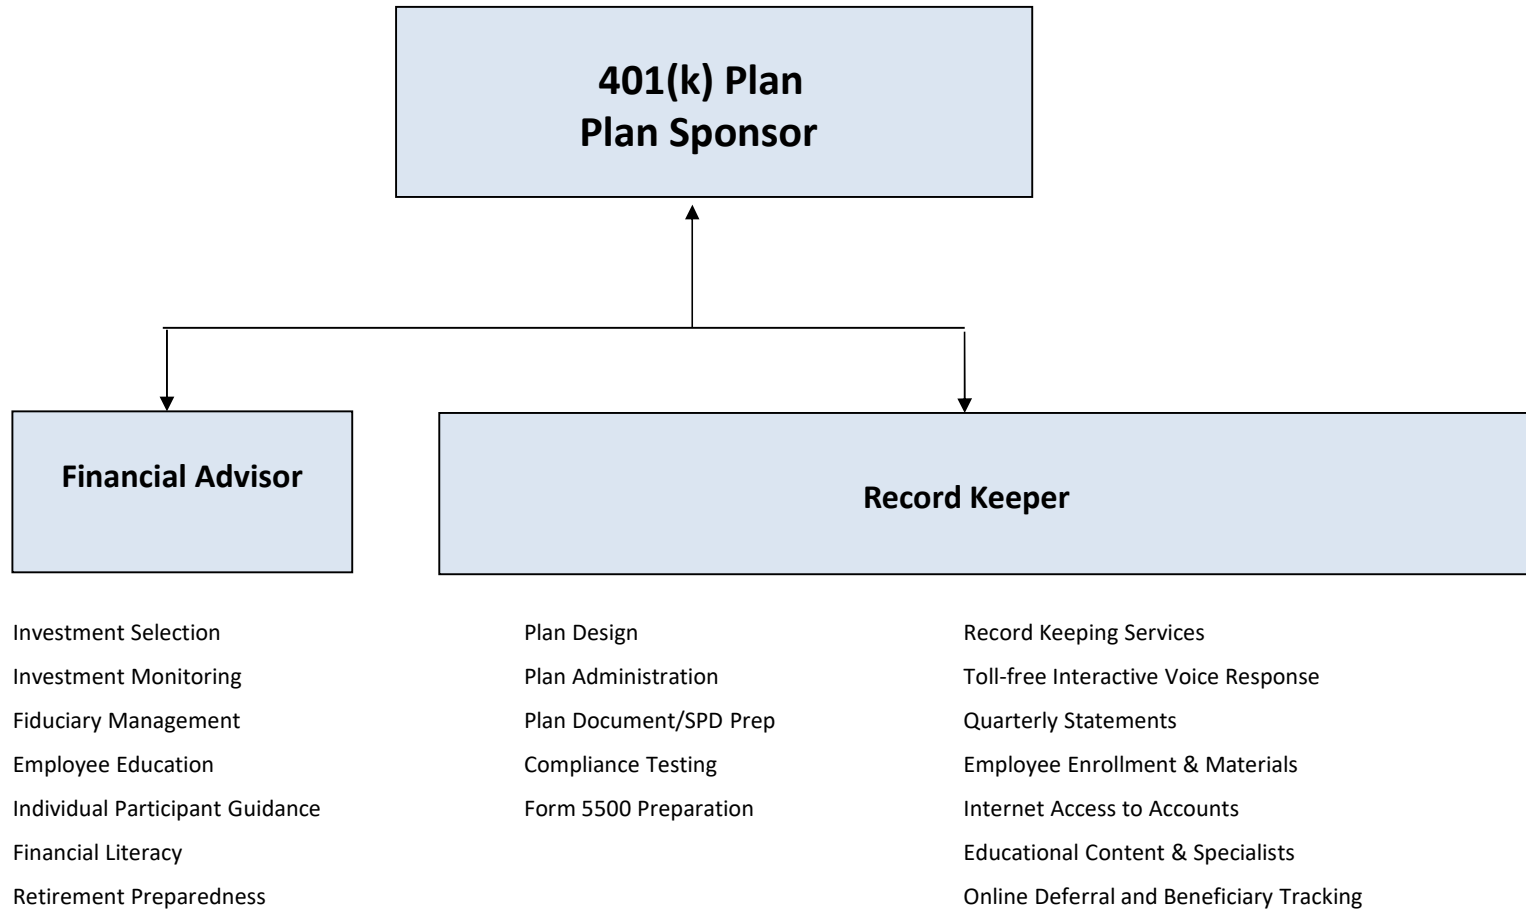 401(k) Plan
Plan Sponsor
Financial Advisor
Record Keeper
Investment Selection
Investment Monitoring
Fiduciary Management
Employee Education
Individual Participant Guidance
Financial Literacy
Retirement Preparedness
Plan Design
Plan Administration
Plan Document/SPD Prep
Compliance Testing
Form 5500 Preparation
Record Keeping Services
Toll-free Interactive Voice Response
Quarterly Statements
Employee Enrollment & Materials
Internet Access to Accounts
Educational Content & Specialists
Online Deferral and Beneficiary Tracking